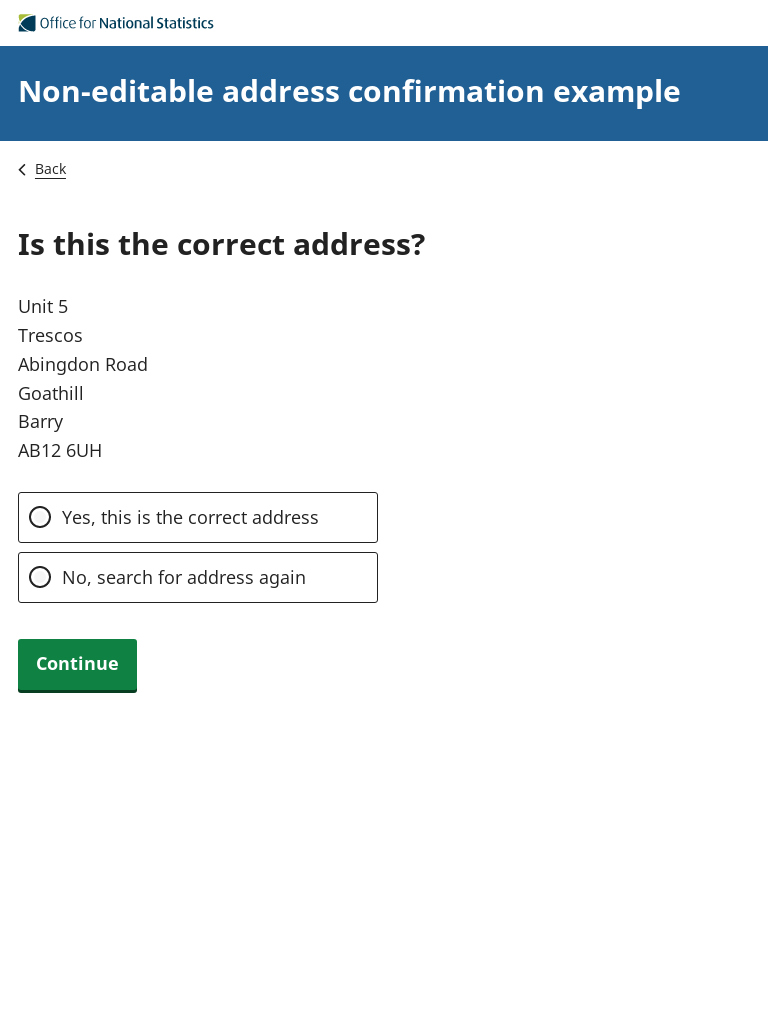 Office for National Statistics
Non-editable address confirmation example
Back
Is this the correct address?
Unit 5
Trescos
Abingdon Road
Goathill
Barry
AB12 6UH
Yes, this is the correct address
No, search for address again
Continue